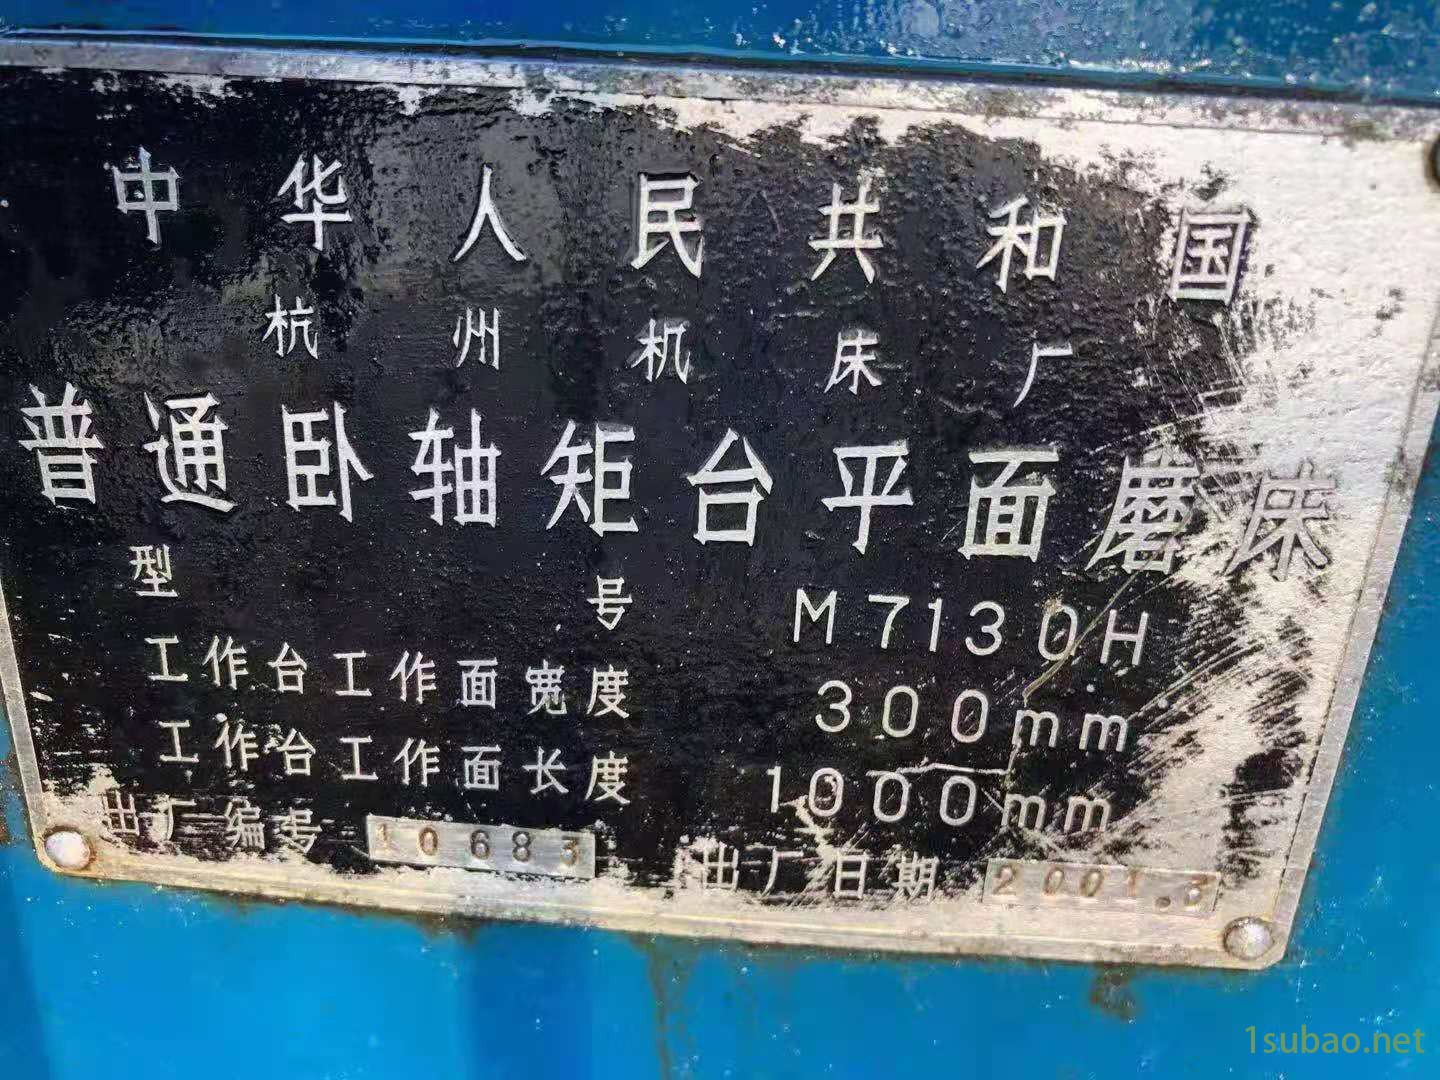 中华人民共和国
杭州机床厂
普通卧轴矩台平面磨床
型号 M7130H
工作台工作面宽度 300mm
工作台工作面长度 1000mm
出厂编号 10683 出厂日期 2001.3
1subao.net